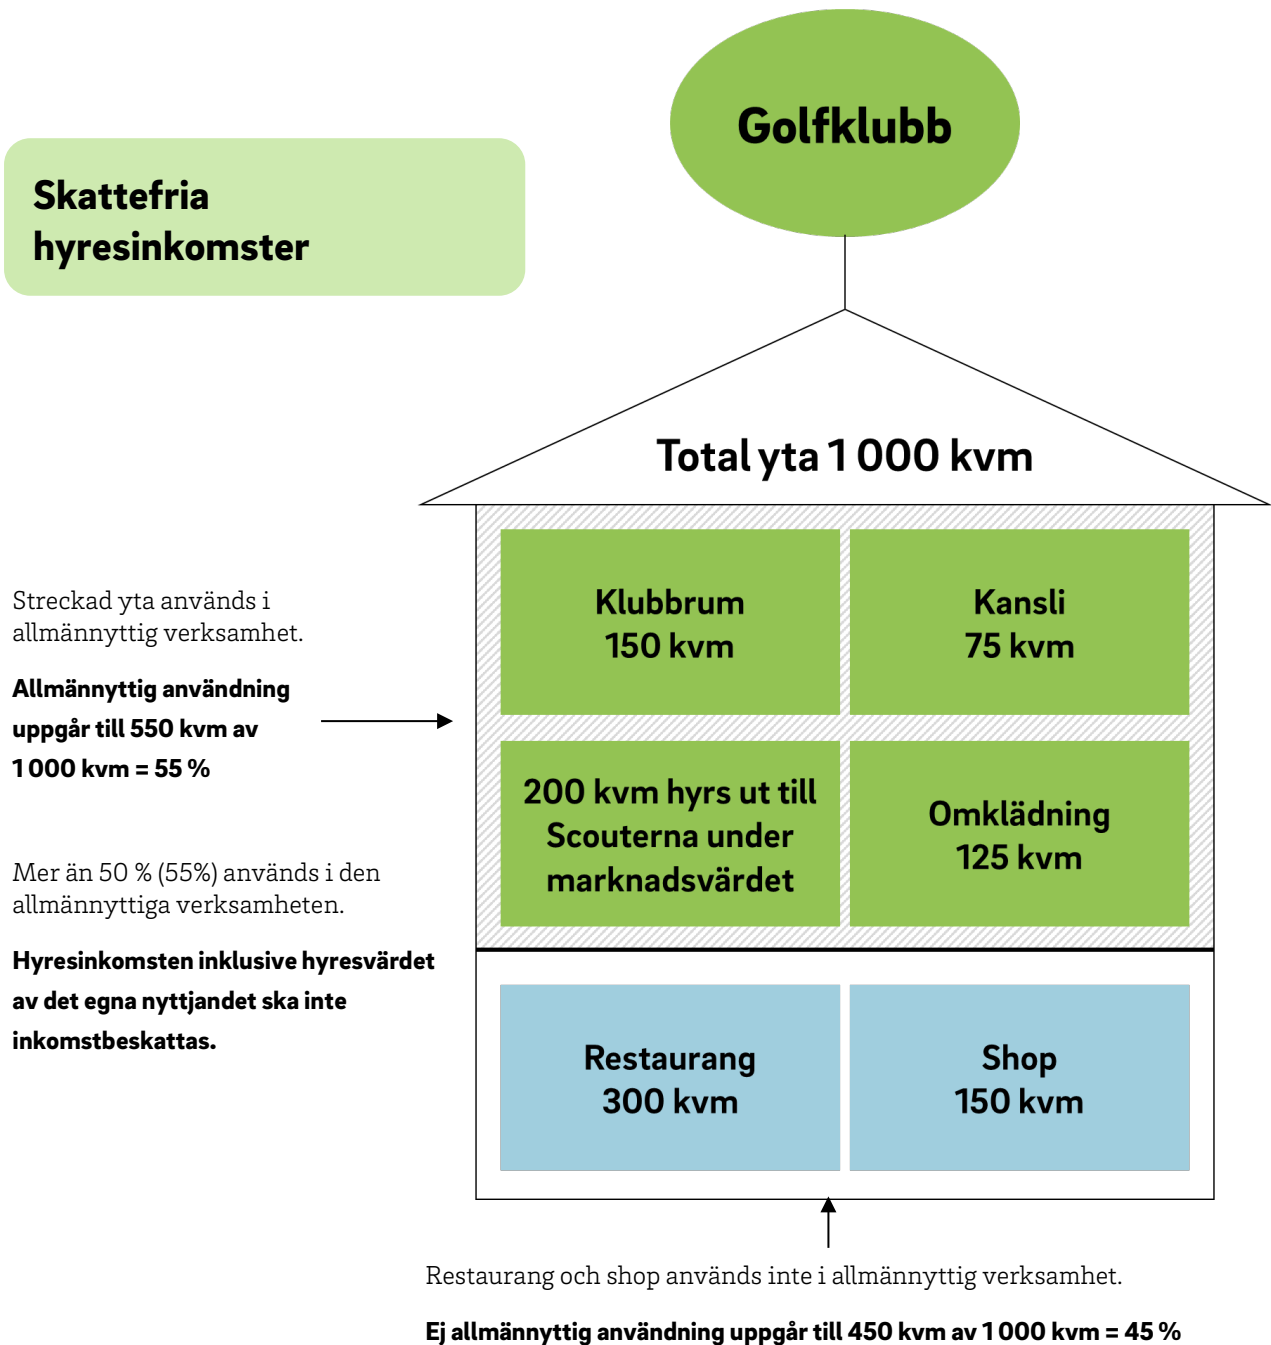 Golfklubb
Skattefria
hyresinkomster
Total yta 1 000 kvm
Klubbrum
150 kvm
Kansli
75 kvm
Streckad yta används i
allmännyttig verksamhet.
Allmännyttig användning
uppgår till 550 kvm av
1 000 kvm = 55 %
200 kvm hyrs ut till
Scouterna under
marknadsvärdet
Omklädning
125 kvm
Mer än 50 % (55%) används i den
allmännyttiga verksamheten.
Hyresinkomsten inklusive hyresvärdet
av det egna nyttjandet ska inte
inkomstbeskattas.
Restaurang
300 kvm
Shop
150 kvm
Restaurang och shop används inte i allmännyttig verksamhet.
Ej allmännyttig användning uppgår till 450 kvm av 1 000 kvm = 45 %